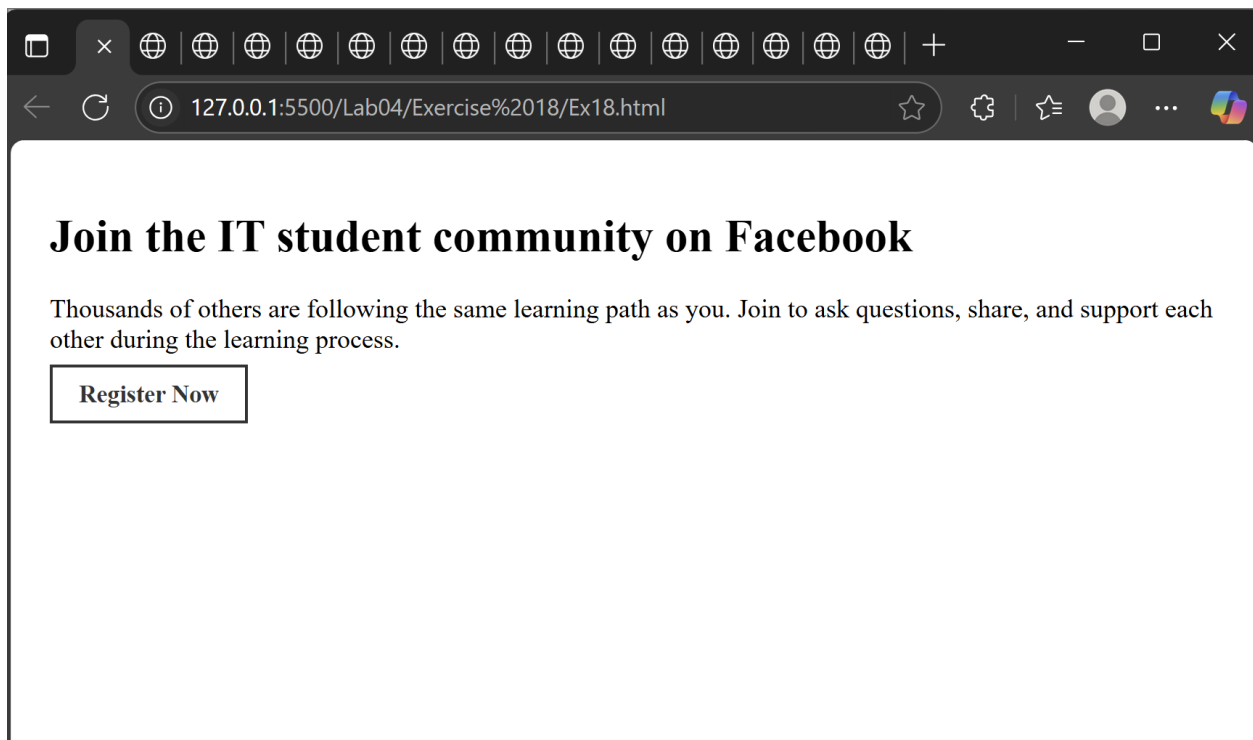 127.0.0.1:5500/Lab04/Exercise%2018/Ex18.html
Join the IT student community on Facebook
Thousands of others are following the same learning path as you. Join to ask questions, share, and support each
other during the learning process.
Register Now